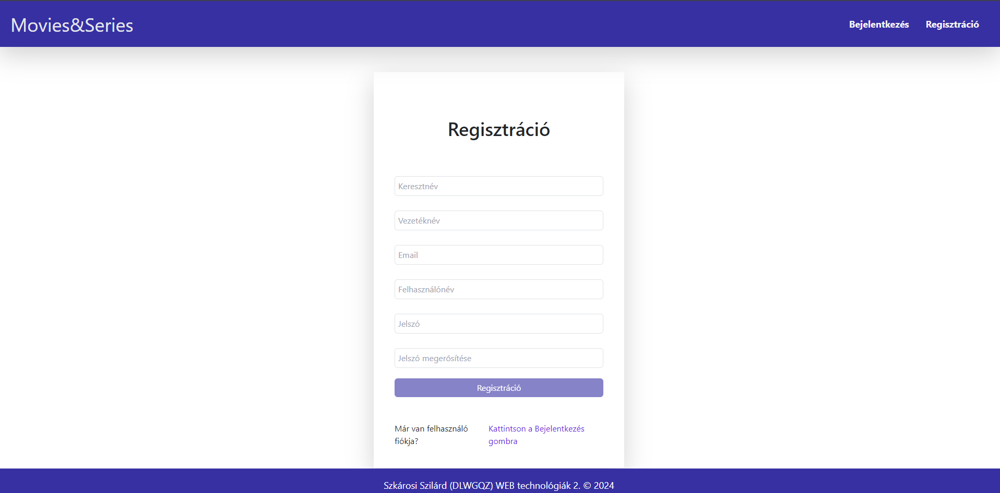 Movies&Series
Bejelentkezés
Regisztráció
Regisztráció
Keresztnév
Vezetéknév
Email
Felhasználónév
Jelszó
Jelszó megerősítése
Regisztráció
Már van felhasználó
fiókja?
Kattintson a Bejelentkezés
gombra
Szkárosi Szilárd (DLWGQZ) WEB technológiák 2. © 2024